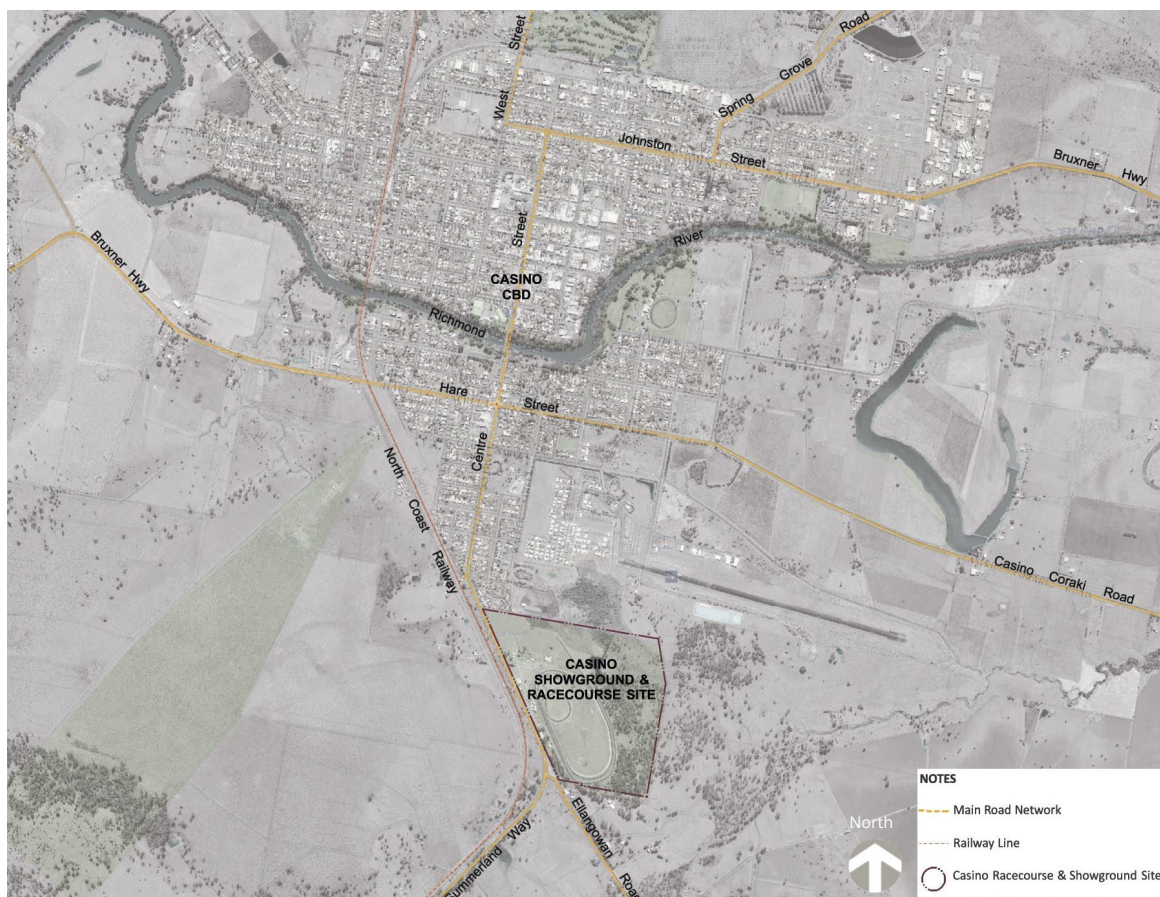 Street
West
Spring Grove Road
Johnston Street
Bruxner Hwy
Street
River
Bruxner Hwy
CASINO
CBD
Richmond
Hare Street
Centre
North Coast Railway
Casino Coraki Road
CASINO
SHOWGROUND &
RACECOURSE SITE
Summerland Way
Ellangowan Road
North
NOTES
Main Road Network
Railway Line
Casino Racecourse & Showground Site